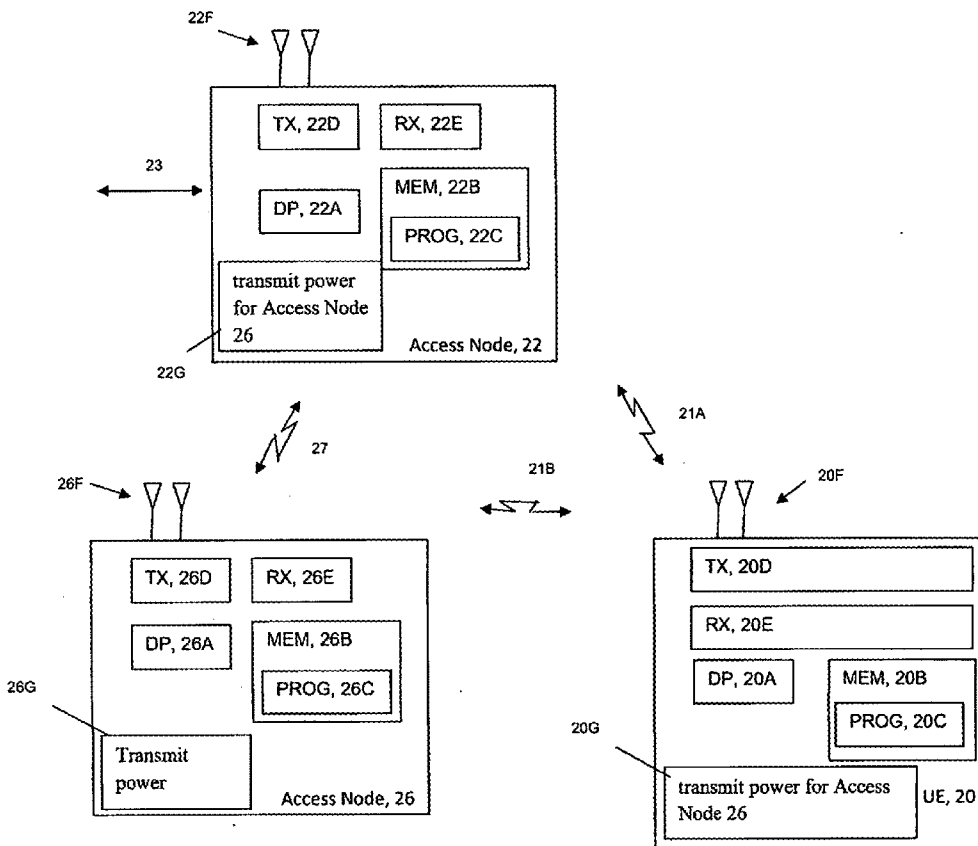 22F
TX, 22D
RX, 22E
23
MEM, 22B
DP, 22A
PROG, 22C
transmit power
for Access Node
26
Access Node, 22
22G
21A
27
21B
26F
20F
TX, 26D
RX, 26E
TX, 20D
DP, 26A
MEM, 26B
RX, 20E
PROG, 26C
DP, 20A
MEM, 20B
26G
PROG, 20C
20G
Transmit
power
Access Node, 26
transmit power for Access
Node 26
UE, 20